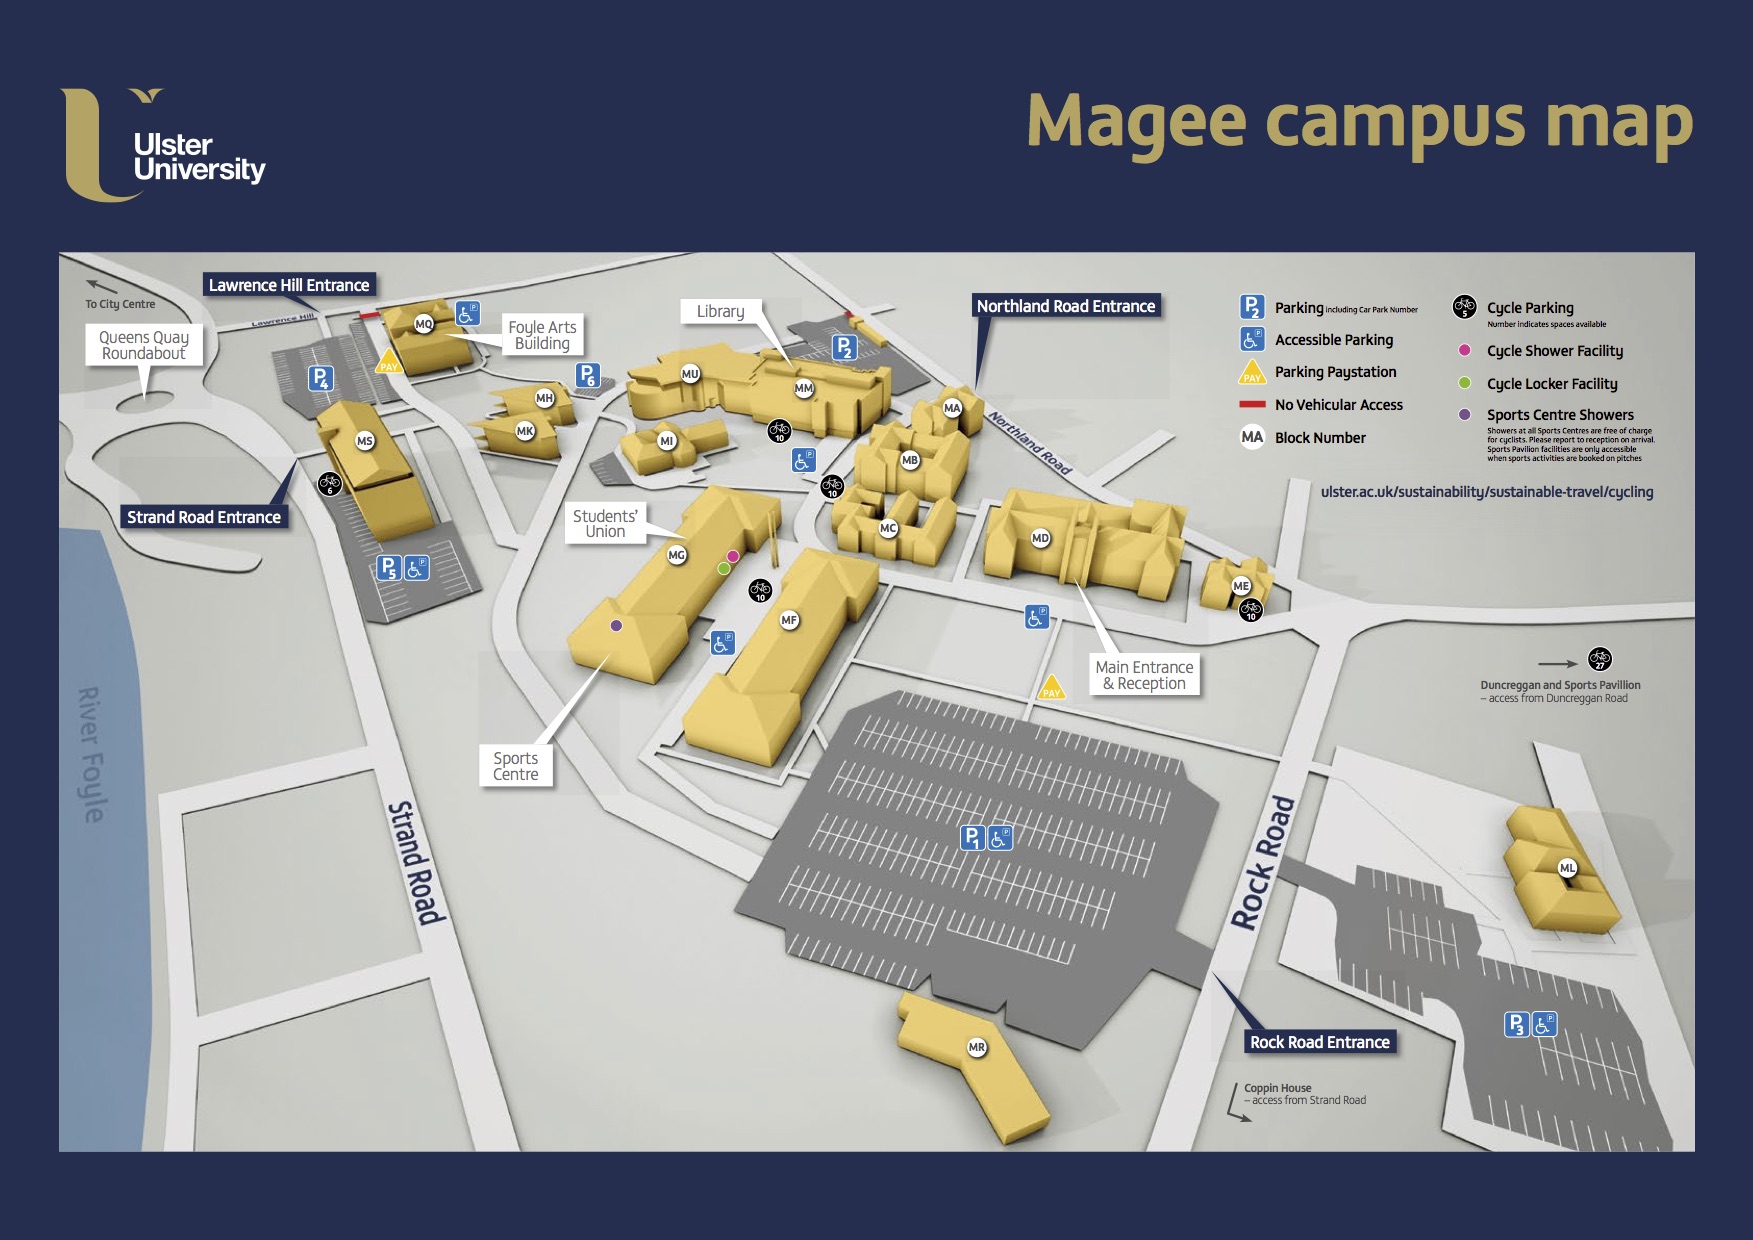 Ulster
University
Magee campus map
To City Centre
Lawrence Hill Entrance
Lawrence Hill
Queens Quay
Roundabout
MQ
P
Foyle Arts
Building
Library
Northland Road Entrance
P2
P4
PAY
P6
MU
MM
MH
MA
MK
MI
MS
10
P
MB
Northland Road
6
10
Strand Road Entrance
Students'
Union
MC
MD
MG
P5
P
10
ME
10
MF
P
P
Main Entrance
& Reception
PAY
P2 Parking including Car Park Number
P Accessible Parking
PAY Parking Paystation
No Vehicular Access
MA Block Number
5 Cycle Parking
Number indicates spaces available
Cycle Shower Facility
Cycle Locker Facility
Sports Centre Showers
Showers at all Sports Centres are free of charge
for cyclists. Please report to reception on arrival.
Sports Pavilion facilities are only accessible
when sports activities are booked on pitches
ulster.ac.uk/sustainability/sustainable-travel/cycling
27
Duncreggan and Sports Pavillion
– access from Duncreggan Road
River Foyle
Sports
Centre
Strand Road
P1
P
Rock Road
ML
P3
P
MR
Rock Road Entrance
Coppin House
– access from Strand Road